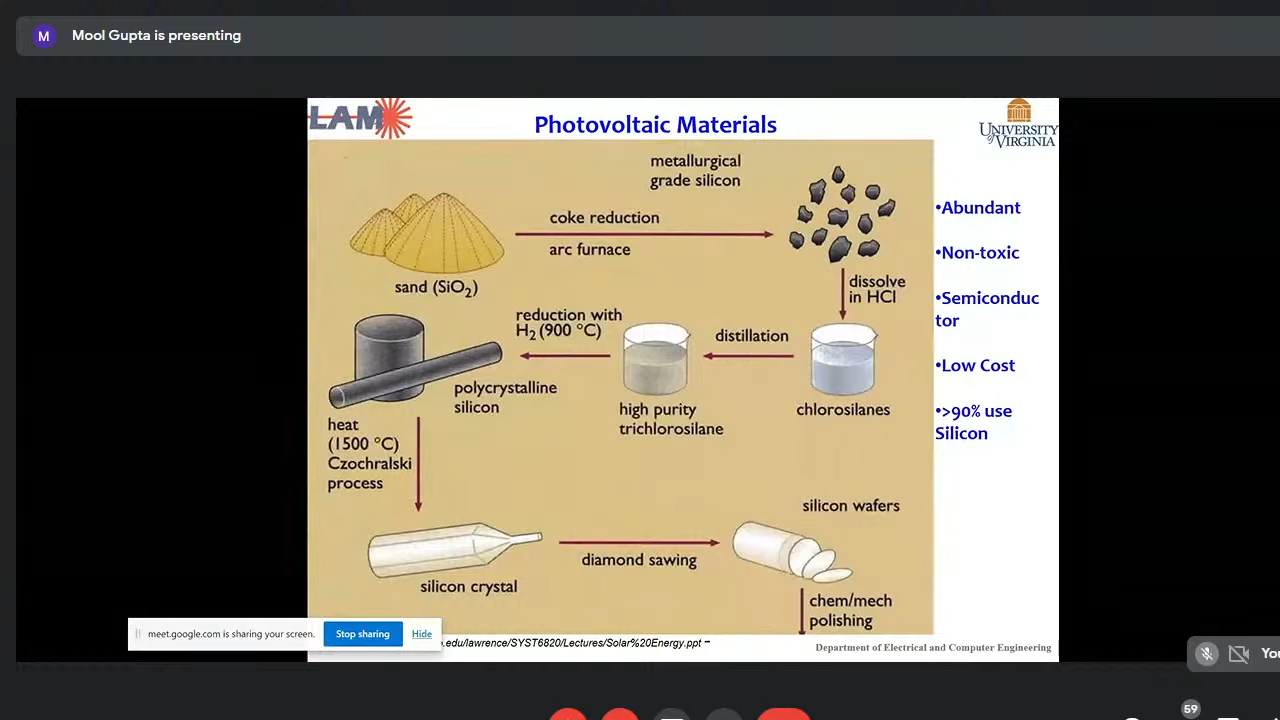 M Mool Gupta is presenting
LAM
Photovoltaic Materials
UNIVERSITY
of VIRGINIA
metallurgical
grade silicon
coke reduction
arc furnace
sand (SiO2)
dissolve
in HCl
reduction with
H2 (900 °C)
distillation
polycrystalline
silicon
high purity
trichlorosilane
chlorosilanes
heat
(1500 °C)
Czochralski
process
silicon wafers
silicon crystal
diamond sawing
chem/mech
polishing
•Abundant
•Non-toxic
•Semiconduc
tor
•Low Cost
•>90% use
Silicon
meet.google.com is sharing your screen. Stop sharing Hide
.edu/lawrence/SYST6820/Lectures/Solar%20Energy.ppt –
Department of Electrical and Computer Engineering
You
59